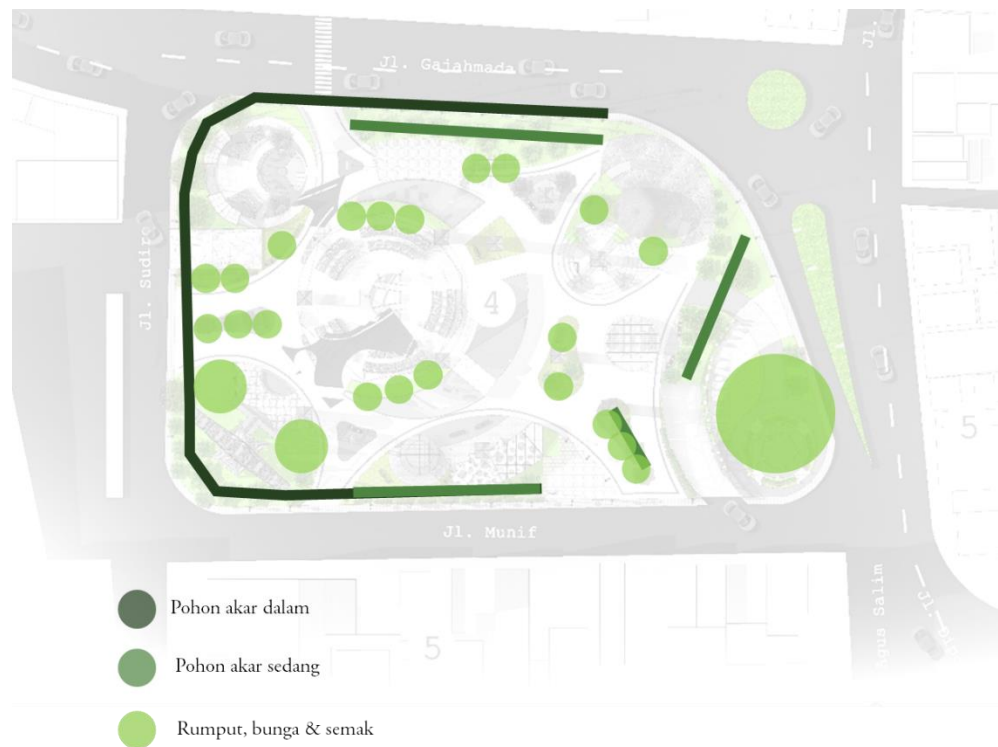 Jl. Gajahmada
Jl.
Jl. Sudiro
4
5
Jl. Munif
Agus Salim
5
Pohon akar dalam
Pohon akar sedang
Rumput, bunga & semak